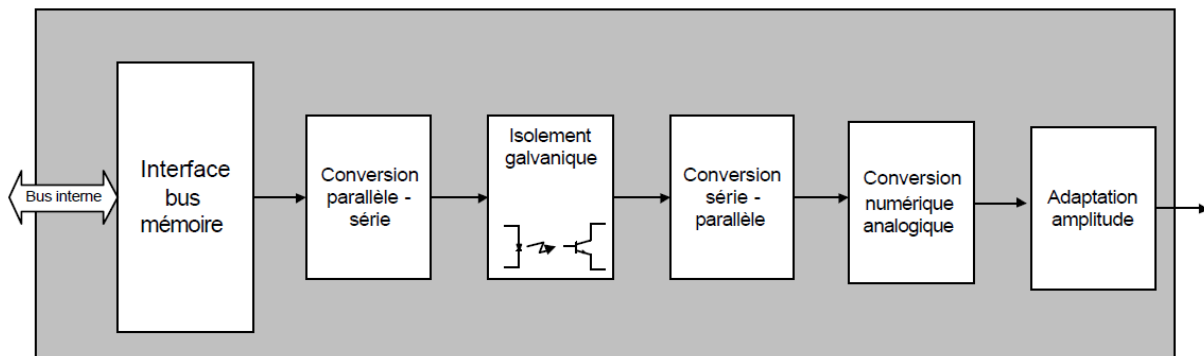 Bus interne
Interface
bus
mémoire
Conversion
parallèle -
série
Isolement
galvanique
Conversion
série -
parallèle
Conversion
numérique
analogique
Adaptation
amplitude